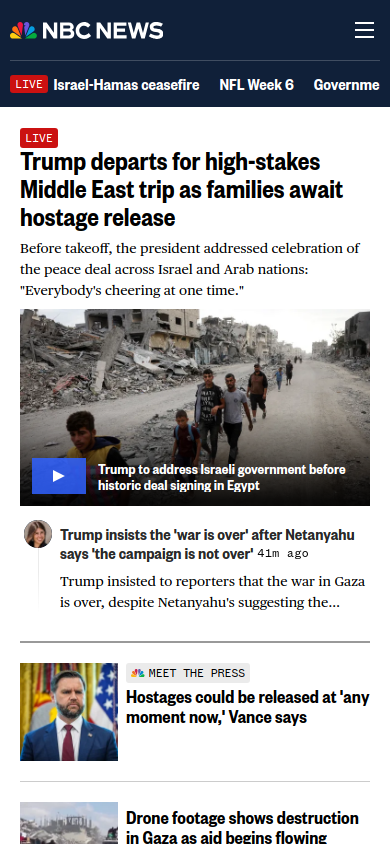 NBC NEWS
LIVE Israel-Hamas ceasefire NFL Week 6 Governme
LIVE
Trump departs for high-stakes
Middle East trip as families await
hostage release
Before takeoff, the president addressed celebration of
the peace deal across Israel and Arab nations:
"Everybody's cheering at one time."
Trump to address Israeli government before
historic deal signing in Egypt
Trump insists the 'war is over' after Netanyahu
says 'the campaign is not over' 41m ago
Trump insisted to reporters that the war in Gaza
is over, despite Netanyahu's suggesting the...
MEET THE PRESS
Hostages could be released at 'any
moment now,' Vance says
Drone footage shows destruction
in Gaza as aid begins flowing